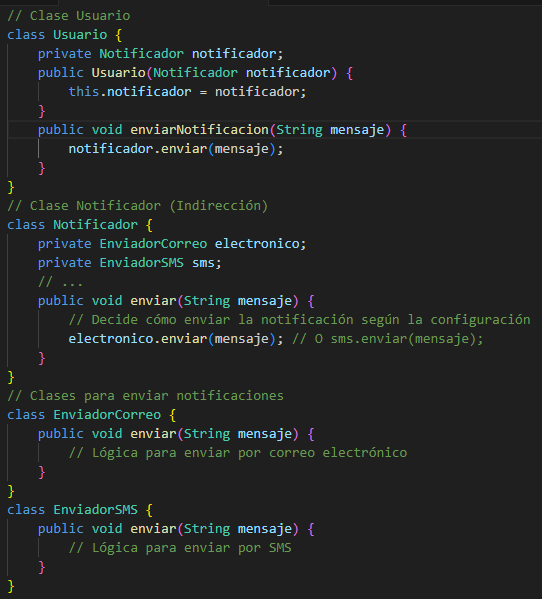 // Clase Usuario
class Usuario {
    private Notificador notificador;
    public Usuario(Notificador notificador) {
        this.notificador = notificador;
    }
    public void enviarNotificacion(String mensaje) {
        notificador.enviar(mensaje);
    }
}
// Clase Notificador (Indirección)
class Notificador {
    private EnviadorCorreo electronico;
    private EnviadorSMS sms;
    // ...
    public void enviar(String mensaje) {
        // Decide cómo enviar la notificación según la configuración
        electronico.enviar(mensaje); // O sms.enviar(mensaje);
    }
}
// Clases para enviar notificaciones
class EnviadorCorreo {
    public void enviar(String mensaje) {
        // Lógica para enviar por correo electrónico
    }
}
class EnviadorSMS {
    public void enviar(String mensaje) {
        // Lógica para enviar por SMS
    }
}